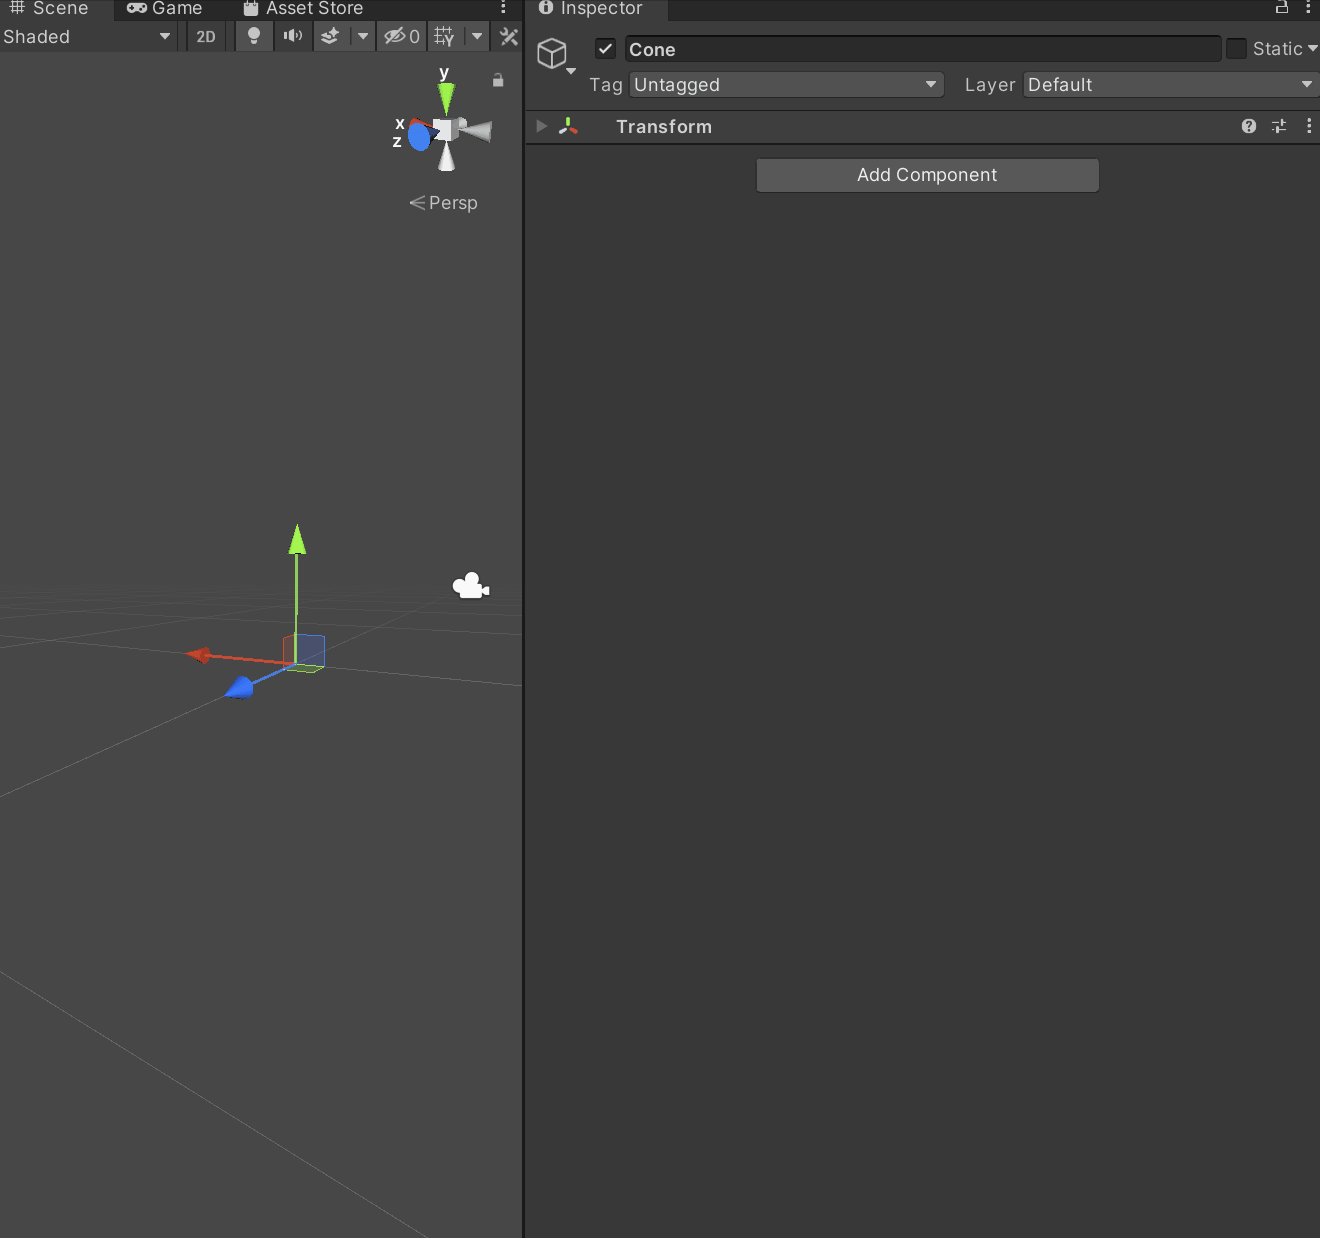 Scene Game Asset Store
Shaded 2D 0
y
x
z
Persp
Inspector
Cone Static
Tag Untagged Layer Default
Transform
Add Component